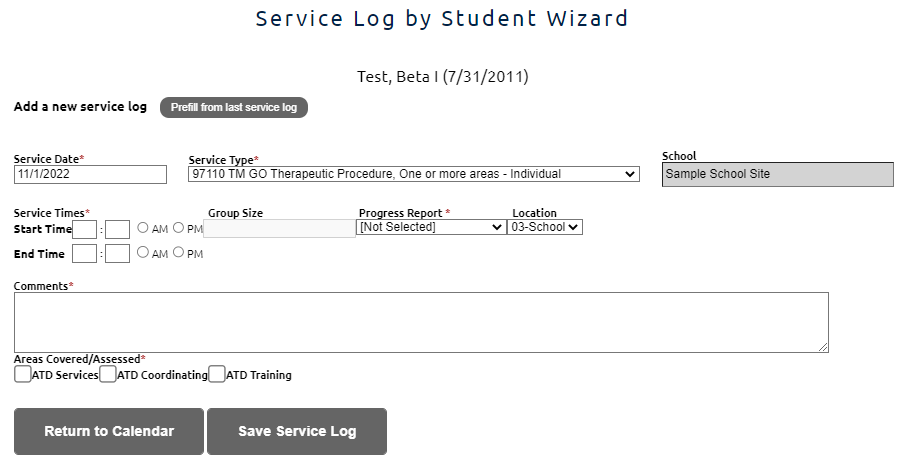 Service Log by Student Wizard
Test, Beta I (7/31/2011)
Add a new service log Prefill from last service log
Service Date* Service Type* School
11/1/2022 97110 TM GO Therapeutic Procedure, One or more areas - Individual Sample School Site
Service Times* Group Size Progress Report * Location
Start Time : AM PM [Not Selected] 03-School
End Time : AM PM
Comments*
Areas Covered/Assessed*
ATD Services ATD Coordinating ATD Training
Return to Calendar Save Service Log